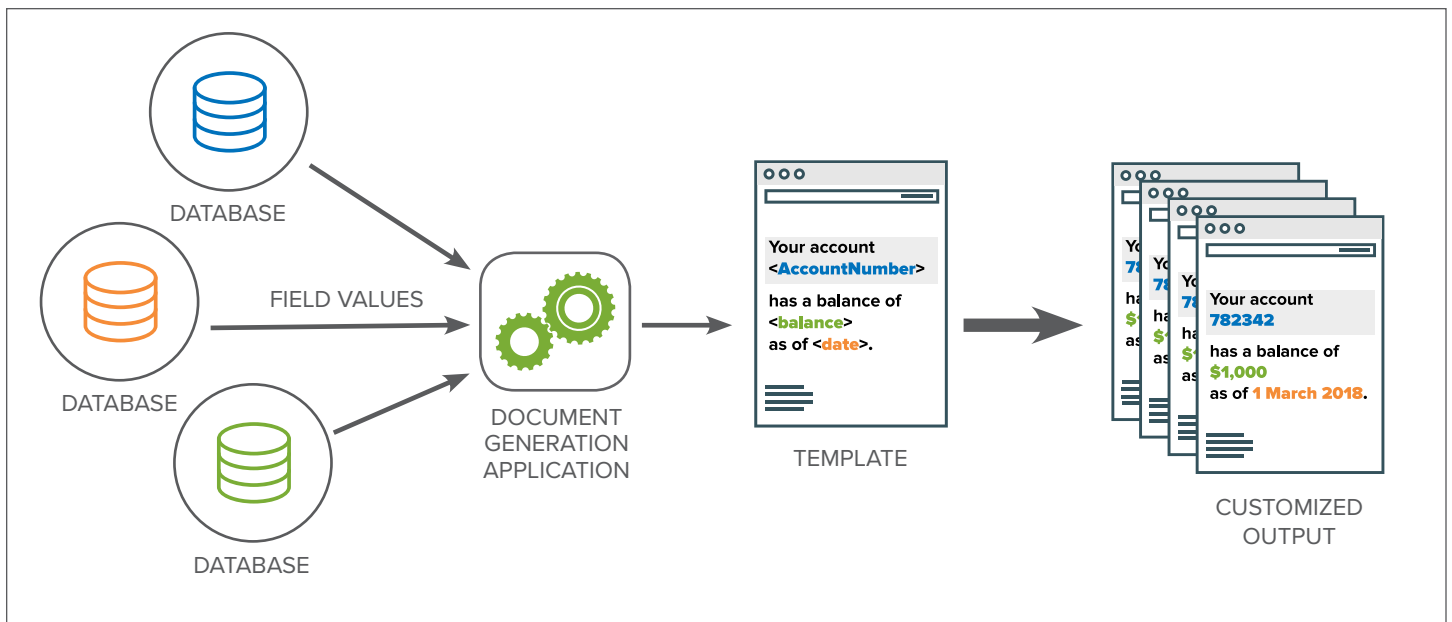 DATABASE
FIELD VALUES
DATABASE
DATABASE
DOCUMENT
GENERATION
APPLICATION
Your account
<AccountNumber>
has a balance of
<balance>
as of <date>.
TEMPLATE
Your account
782342
has a balance of
$1,000
as of 1 March 2018.
CUSTOMIZED
OUTPUT